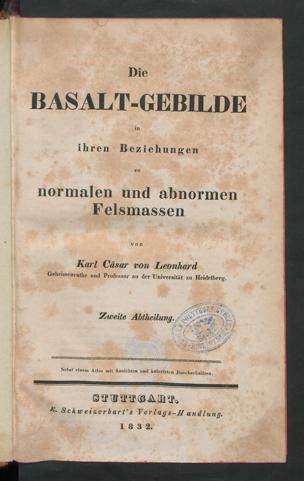 Die
BASALT-GEBILDE
in
ihren Beziehungen
zu
normalen und abnormen
Felsmassen
von
Karl Cäsar von Leonhard
Geheimenrathe und Professor an der Universität zu Heidelberg.
Zweite Abtheilung.
Nebst einem Atlas mit Ansichten und kolorirten Durchschnitten.
STUTTGART.
E. Schweizerbart's Verlags-Handlung.
1832.